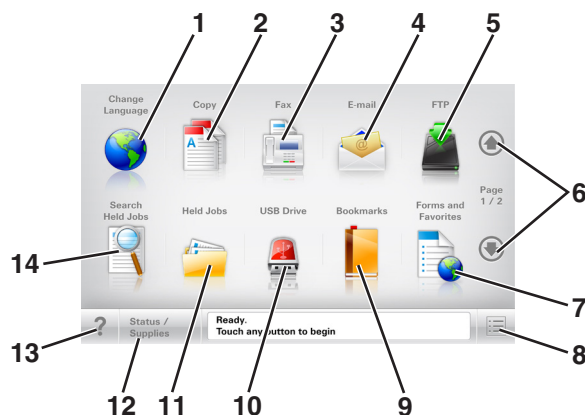 1
2
3
4
5
Change Language
Copy
Fax
E-mail
FTP
A
@
6
Page
1 / 2
Search Held Jobs
Held Jobs
USB Drive
Bookmarks
Forms and Favorites
14
7
?
Status / Supplies
Ready.
Touch any button to begin
13
12
11
10
9
8